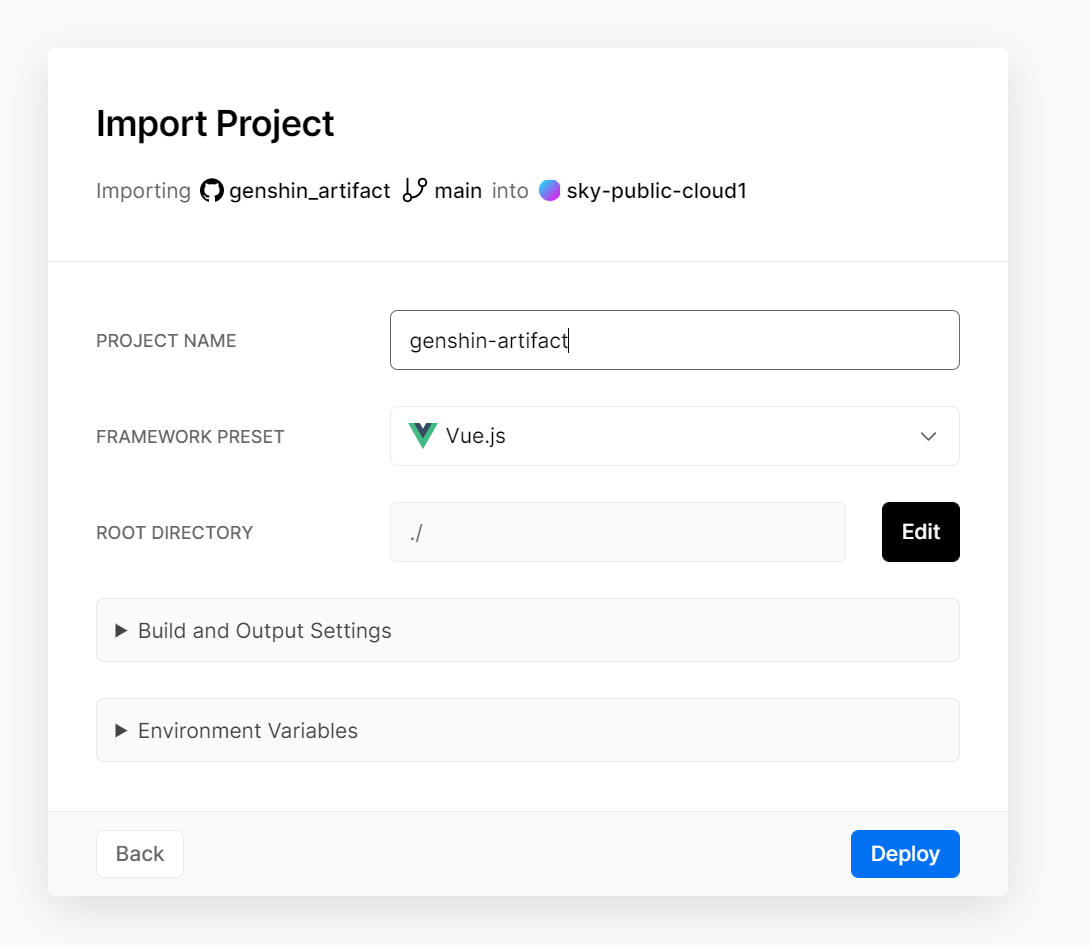 Import Project
Importing genshin_artifact main into sky-public-cloud1
PROJECT NAME genshin-artifact
FRAMEWORK PRESET Vue.js
ROOT DIRECTORY ./ Edit
Build and Output Settings
Environment Variables
Back Deploy